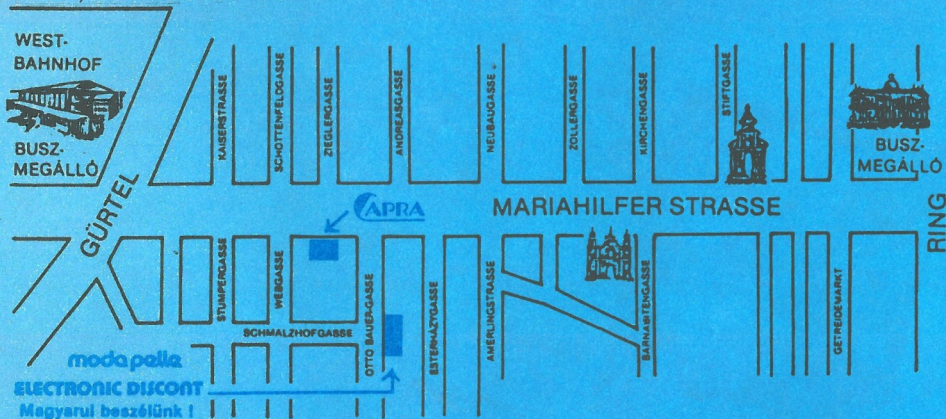 WEST-
BAHNHOF
BUSZ-
MEGÁLLÓ
GÜRTEL
KAISERSTRASSE
SCHOTTENFELDGASSE
ZIEGLERGASSE
ANDREASGASSE
NEUBAUGASSE
ZOLLERGASSE
KIRCHENGASSE
STIFTGASSE
BUSZ-
MEGÁLLÓ
RING
CAPRA
MARIAHILFER STRASSE
STUMPERGASSE
WEBGASSE
SCHMALZHOFGASSE
OTTO BAUER-GASSE
ESTERHÁZYGASSE
AMERLINGSTRASSE
BARNABITENGASSE
GETREIDEMARKT
moda pelle
ELECTRONIC DISCONT
Magyarul beszélünk !